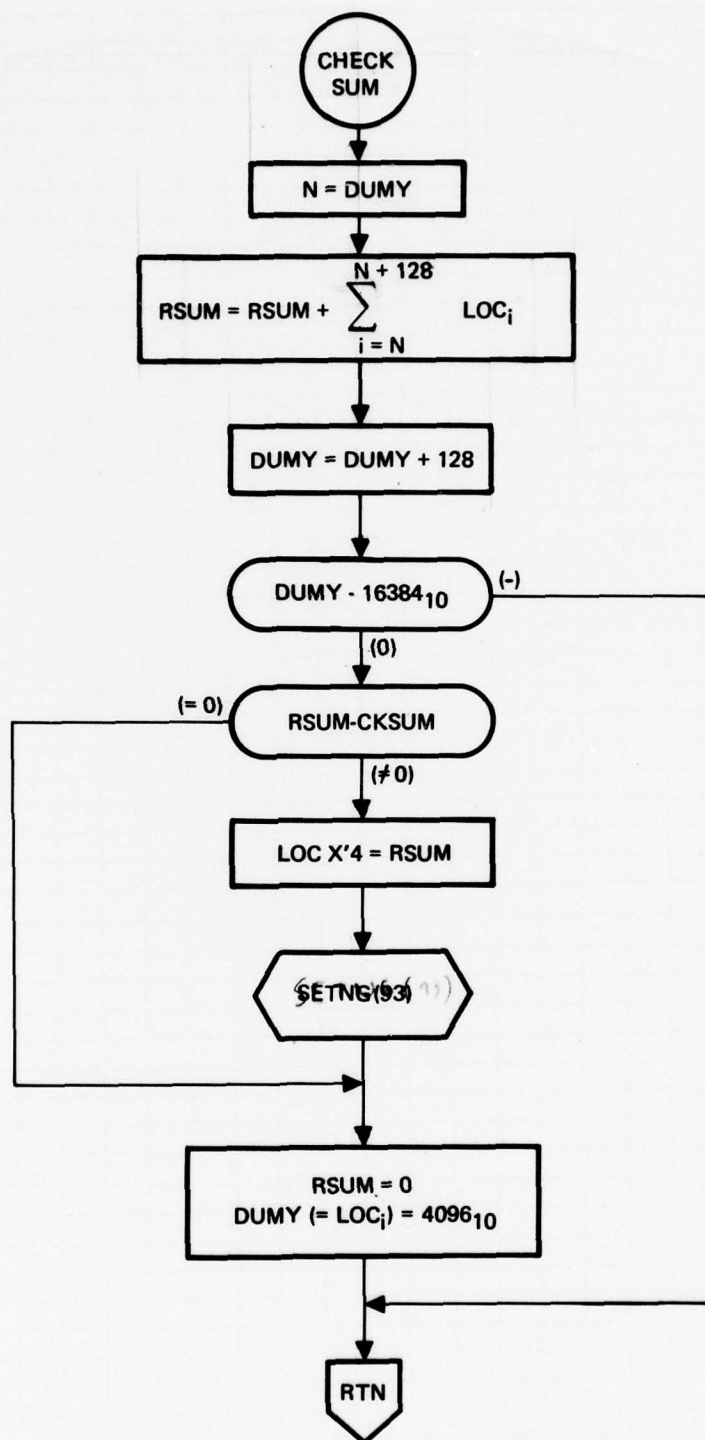 CHECK
SUM
N = DUMY
N + 128
RSUM = RSUM + ∑ LOCᵢ
i = N
DUMY = DUMY + 128
DUMY - 16384₁₀
(-)
(0)
(= 0)
RSUM-CKSUM
(≠ 0)
LOC X'4 = RSUM
SETNG(93)
RSUM = 0
DUMY (= LOCᵢ) = 4096₁₀
RTN